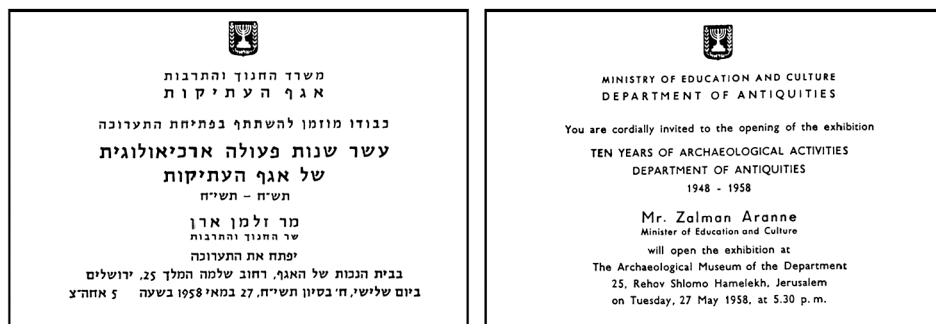 משרד החנוך והתרבות
אגף העתיקות
כבודו מוזמן להשתתף בפתיחת התערוכה
עשר שנות פעולה ארכיאולוגית
של אגף העתיקות
תש״ח – תשי״ח
מר זלמן ארן
שר החנוך והתרבות
יפתח את התערוכה
בבית הנכות של האגף, רחוב שלמה המלך 25, ירושלים
ביום שלישי, ח׳ בסיון תשי״ח, 27 במאי 1958 בשעה 5 אחה״צ
MINISTRY OF EDUCATION AND CULTURE
DEPARTMENT OF ANTIQUITIES
You are cordially invited to the opening of the exhibition
TEN YEARS OF ARCHAEOLOGICAL ACTIVITIES
DEPARTMENT OF ANTIQUITIES
1948 - 1958
Mr. Zalman Aranne
Minister of Education and Culture
will open the exhibition at
The Archaeological Museum of the Department
25, Rehov Shlomo Hamelekh, Jerusalem
on Tuesday, 27 May 1958, at 5.30 p.m.